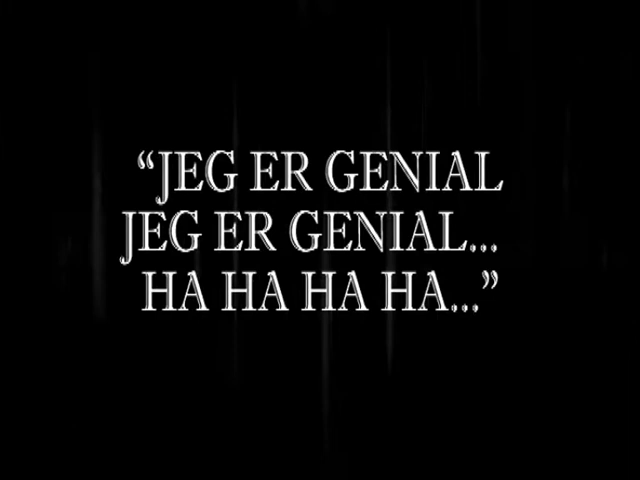 “JEG ER GENIAL
JEG ER GENIAL...
HA HA HA HA...”